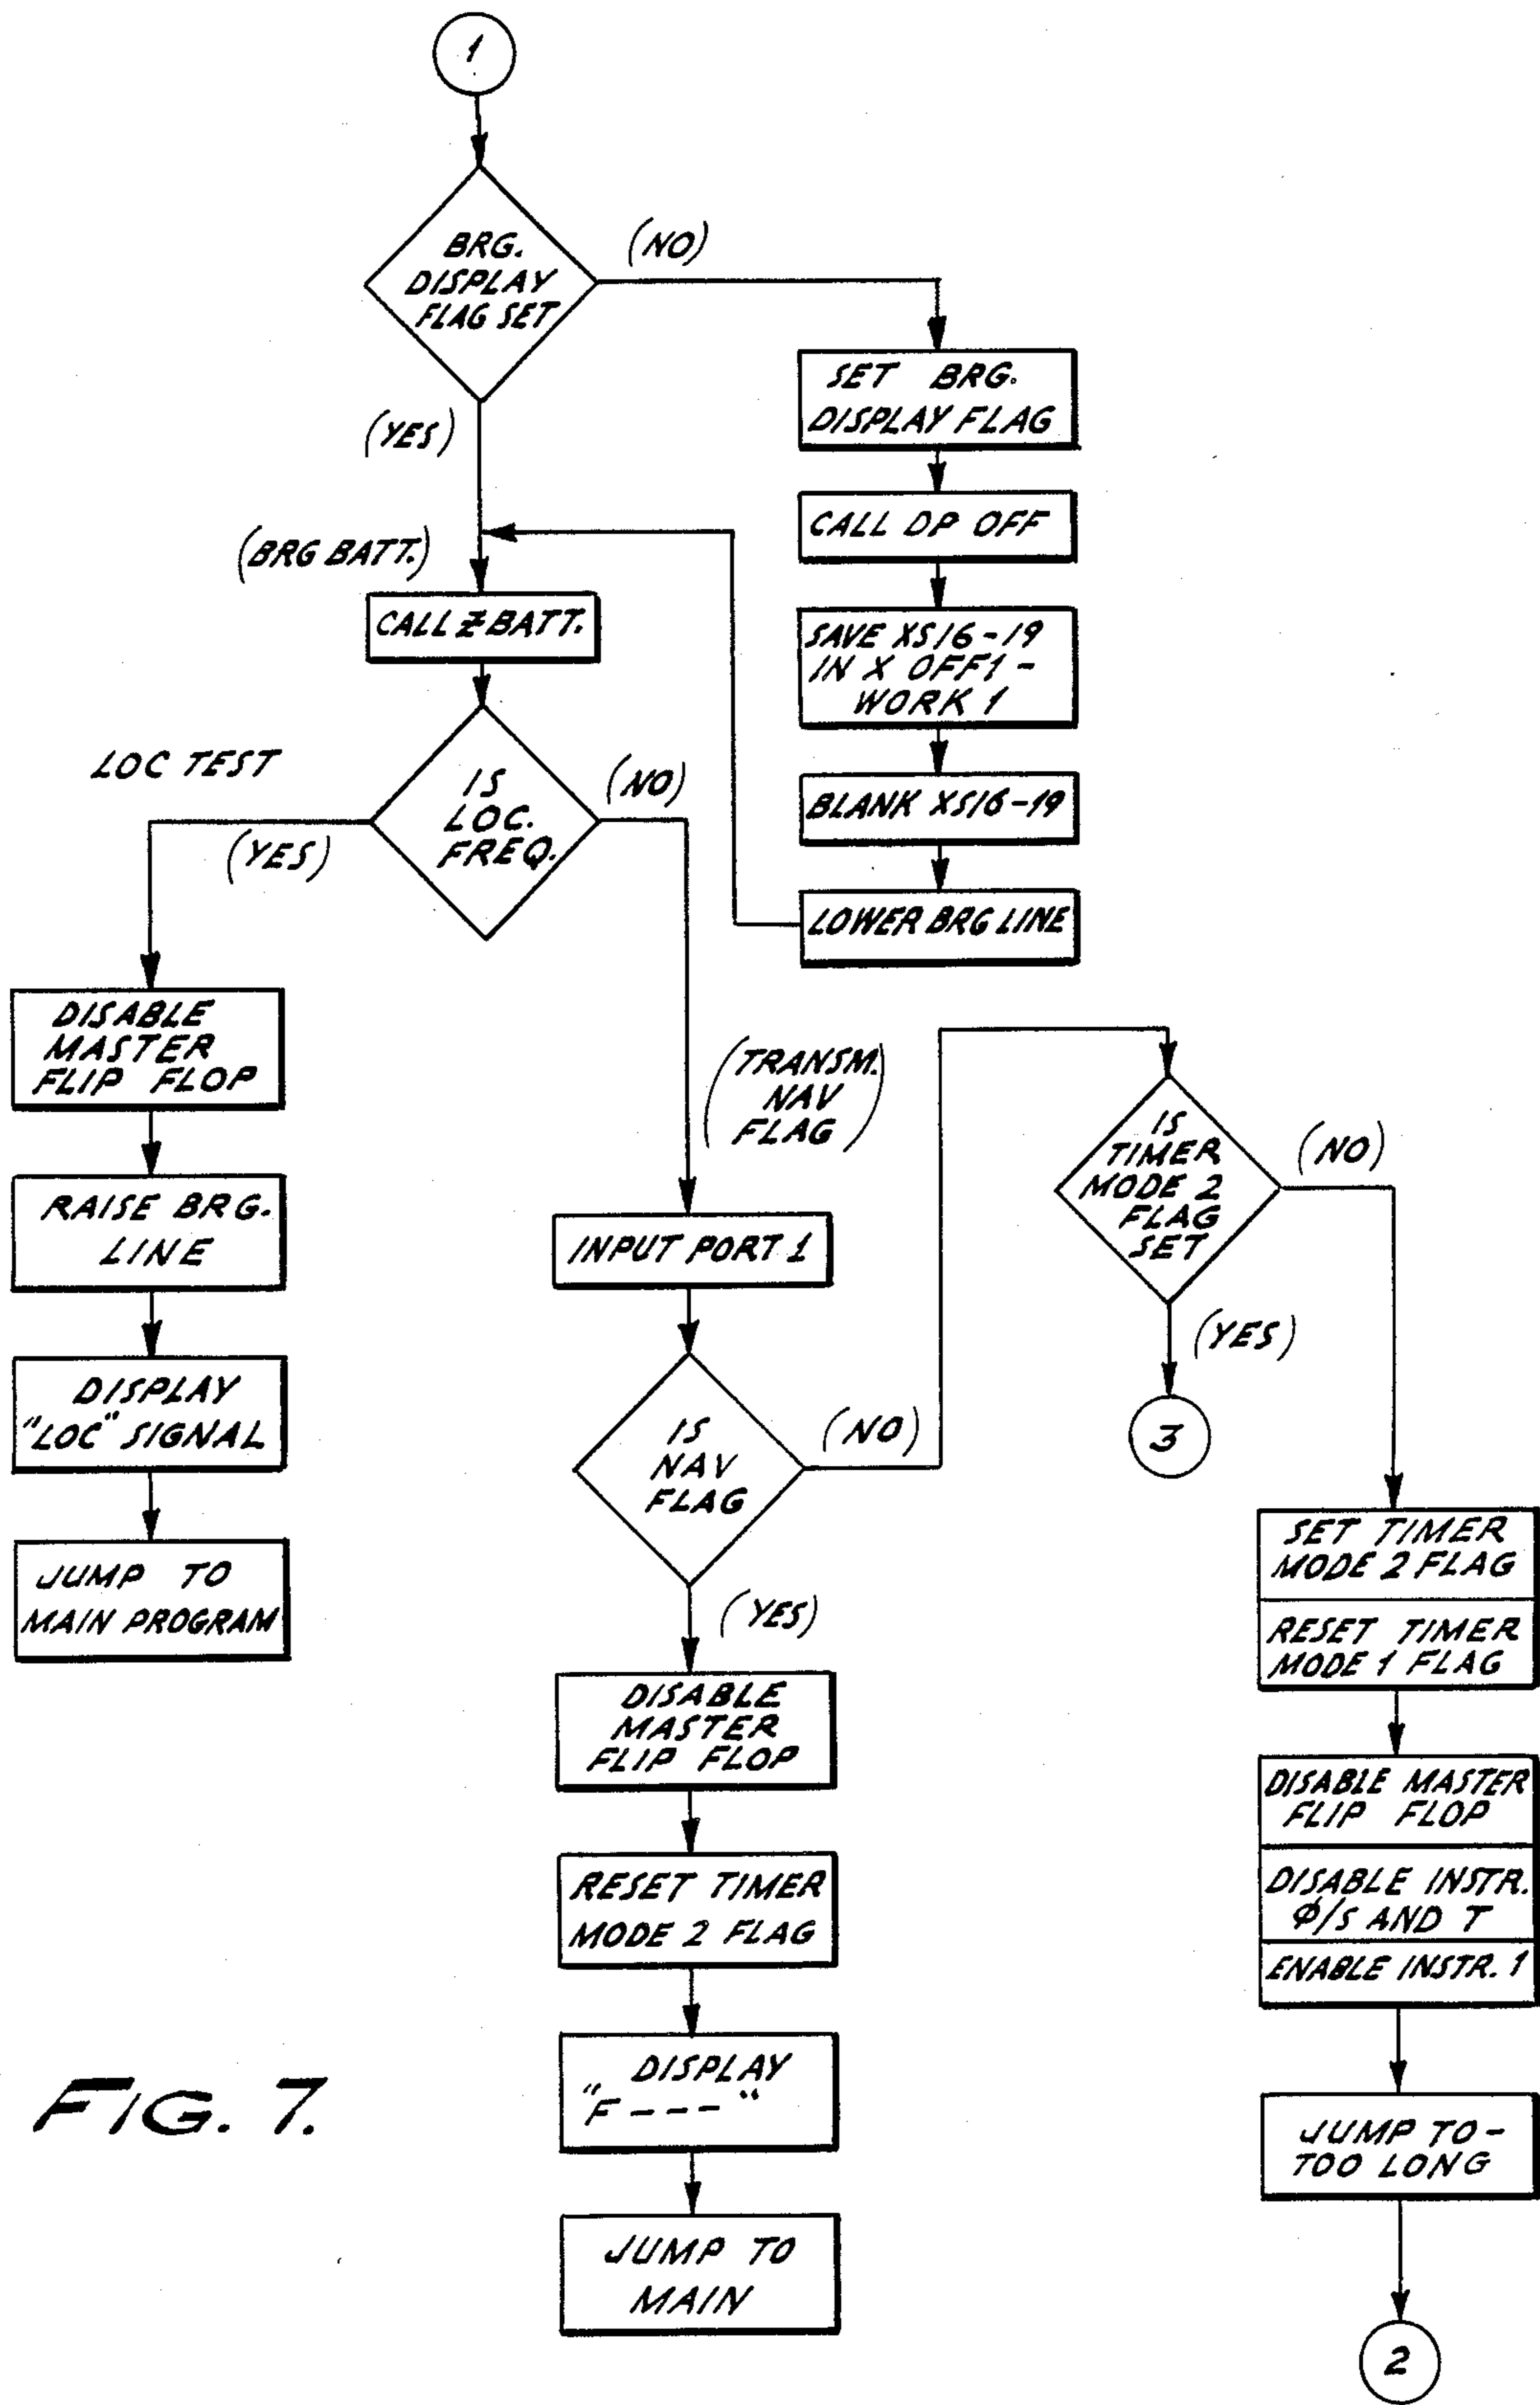 1
BRG.
DISPLAY
FLAG SET
(NO)
(YES)
SET BRG.
DISPLAY FLAG
CALL DP OFF
SAVE XS16-19
IN X OFF1-
WORK 1
BLANK XS16-19
LOWER BRG LINE
(BRG BATT.)
CALL Z BATT.
LOC TEST
IS
LOC.
FREQ.
(NO)
(YES)
DISABLE
MASTER
FLIP FLOP
RAISE BRG.
LINE
DISPLAY
"LOC" SIGNAL
JUMP TO
MAIN PROGRAM
(TRANSM.
NAV
FLAG)
INPUT PORT 1
IS
NAV
FLAG
(NO)
(YES)
DISABLE
MASTER
FLIP FLOP
RESET TIMER
MODE 2 FLAG
DISPLAY
"F---"
JUMP TO
MAIN
IS
TIMER
MODE 2
FLAG
SET
(NO)
(YES)
3
SET TIMER
MODE 2 FLAG
RESET TIMER
MODE 1 FLAG
DISABLE MASTER
FLIP FLOP
DISABLE INSTR.
Φ/S AND T
ENABLE INSTR. 1
JUMP TO-
TOO LONG
2
FIG. 7.